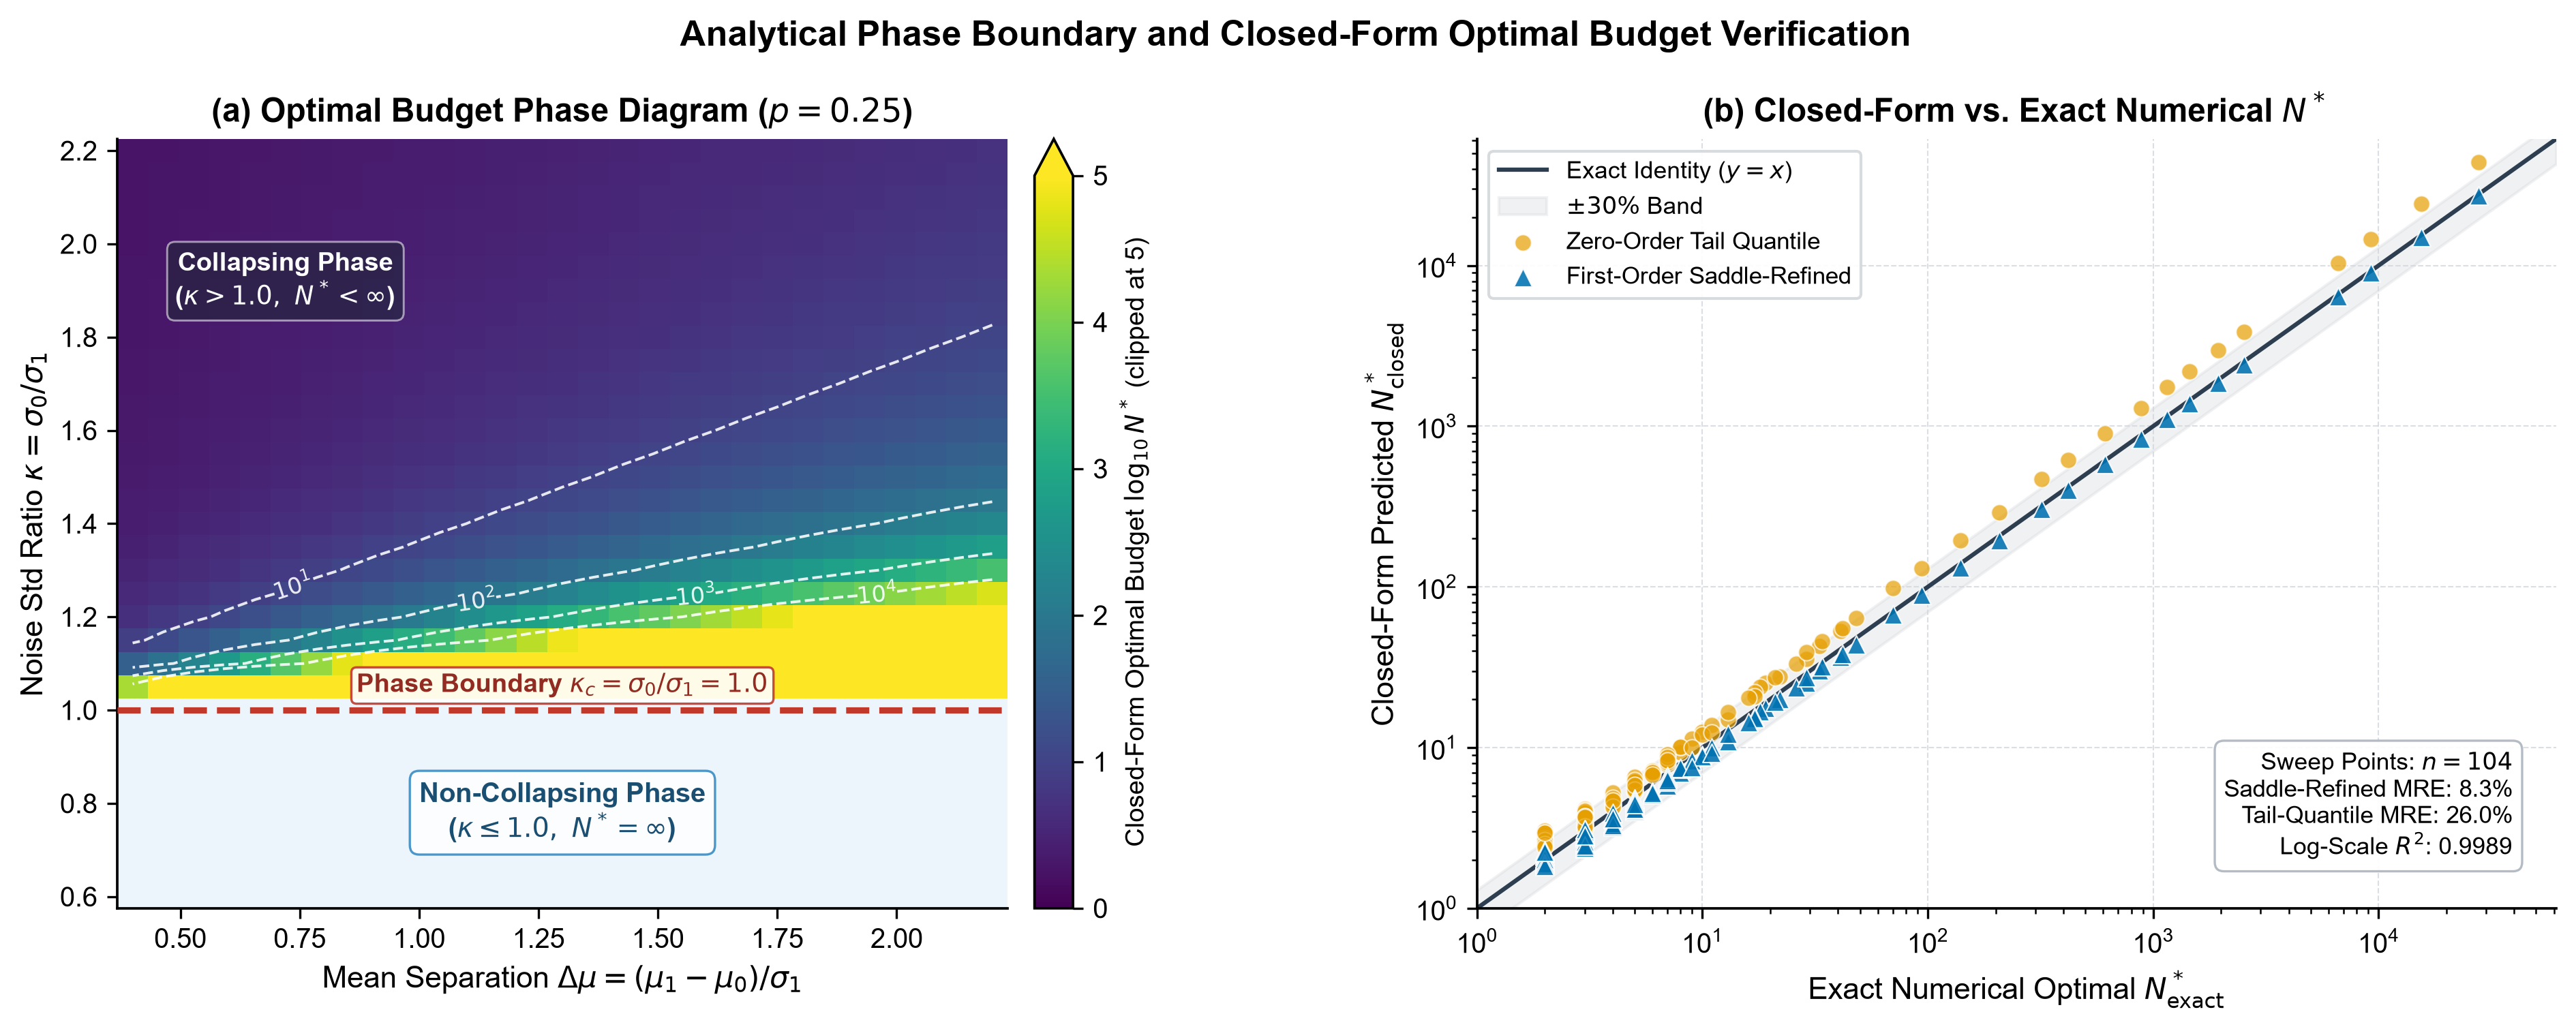 Analytical Phase Boundary and Closed-Form Optimal Budget Verification
(a) Optimal Budget Phase Diagram (p = 0.25)
Noise Std Ratio κ = σ₀/σ₁
2.2
2.0
1.8
1.6
1.4
1.2
1.0
0.8
0.6
Collapsing Phase
(κ > 1.0, N* < ∞)
10¹
10²
10³
10⁴
Phase Boundary κ_c = σ₀/σ₁ = 1.0
Non-Collapsing Phase
(κ ≤ 1.0, N* = ∞)
0.50 0.75 1.00 1.25 1.50 1.75 2.00
Mean Separation Δμ = (μ₁ − μ₀)/σ₁
5
4
3
2
1
0
Closed-Form Optimal Budget log₁₀ N* (clipped at 5)
(b) Closed-Form vs. Exact Numerical N*
Closed-Form Predicted N*_closed
10⁴
10³
10²
10¹
10⁰
Exact Identity (y = x)
±30% Band
Zero-Order Tail Quantile
First-Order Saddle-Refined
Sweep Points: n = 104
Saddle-Refined MRE: 8.3%
Tail-Quantile MRE: 26.0%
Log-Scale R²: 0.9989
10⁰ 10¹ 10² 10³ 10⁴
Exact Numerical Optimal N*_exact